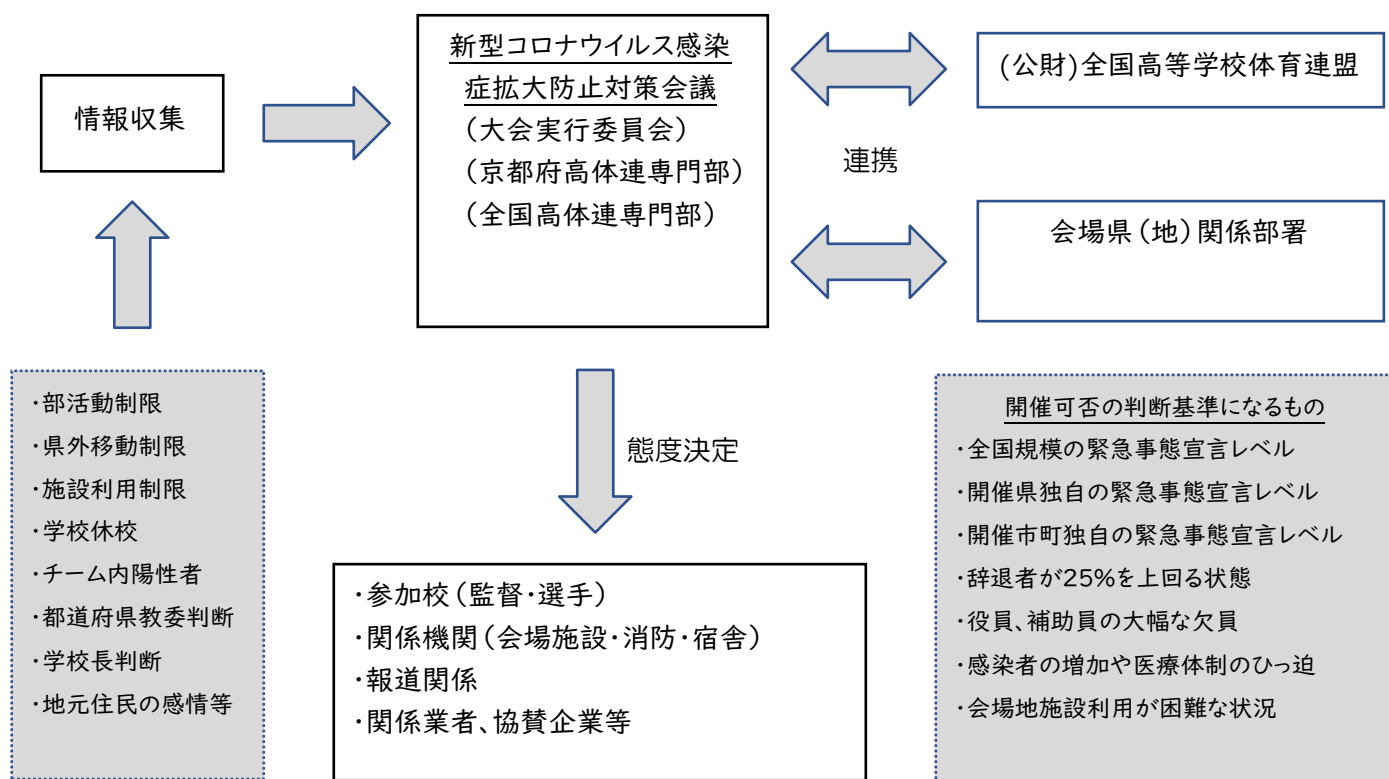 情報収集
新型コロナウイルス感染
症拡大防止対策会議
(大会実行委員会)
(京都府高体連専門部)
(全国高体連専門部)
(公財)全国高等学校体育連盟
連携
会場県(地)関係部署
・部活動制限
・県外移動制限
・施設利用制限
・学校休校
・チーム内陽性者
・都道府県教委判断
・学校長判断
・地元住民の感情等
態度決定
・参加校(監督・選手)
・関係機関(会場施設・消防・宿舎)
・報道関係
・関係業者、協賛企業等
開催可否の判断基準になるもの
・全国規模の緊急事態宣言レベル
・開催県独自の緊急事態宣言レベル
・開催市町独自の緊急事態宣言レベル
・辞退者が25%を上回る状態
・役員、補助員の大幅な欠員
・感染者の増加や医療体制のひっ迫
・会場地施設利用が困難な状況